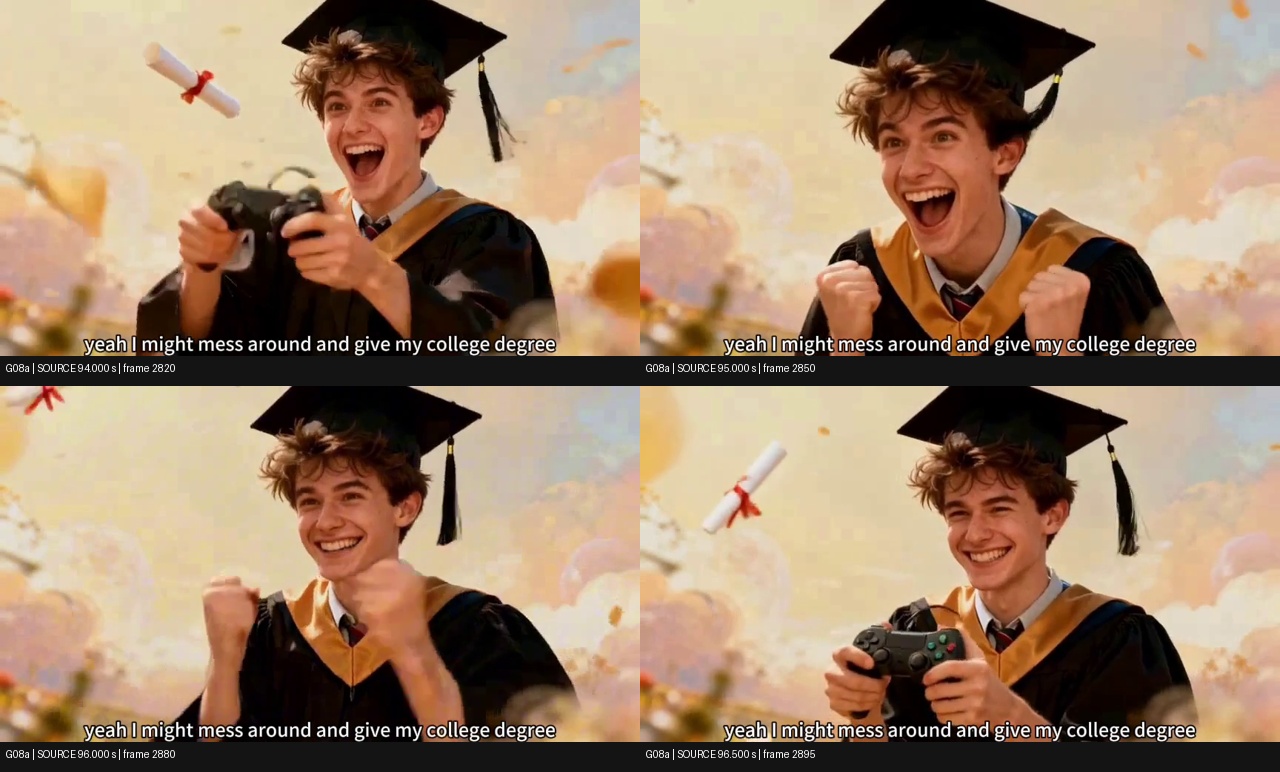 yeah I might mess around and give my college degree
G08a | SOURCE 94.000 s | frame 2820
yeah I might mess around and give my college degree
G08a | SOURCE 95.000 s | frame 2850
yeah I might mess around and give my college degree
G08a | SOURCE 96.000 s | frame 2880
yeah I might mess around and give my college degree
G08a | SOURCE 96.500 s | frame 2895